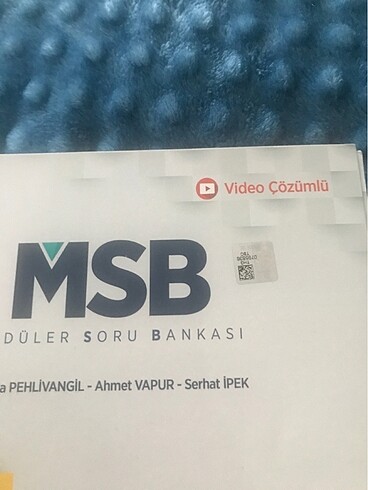 Video Çözümlü
MSB
DÜLER SORU BANKASI
a PEHLİVANGİL - Ahmet VAPUR - Serhat İPEK